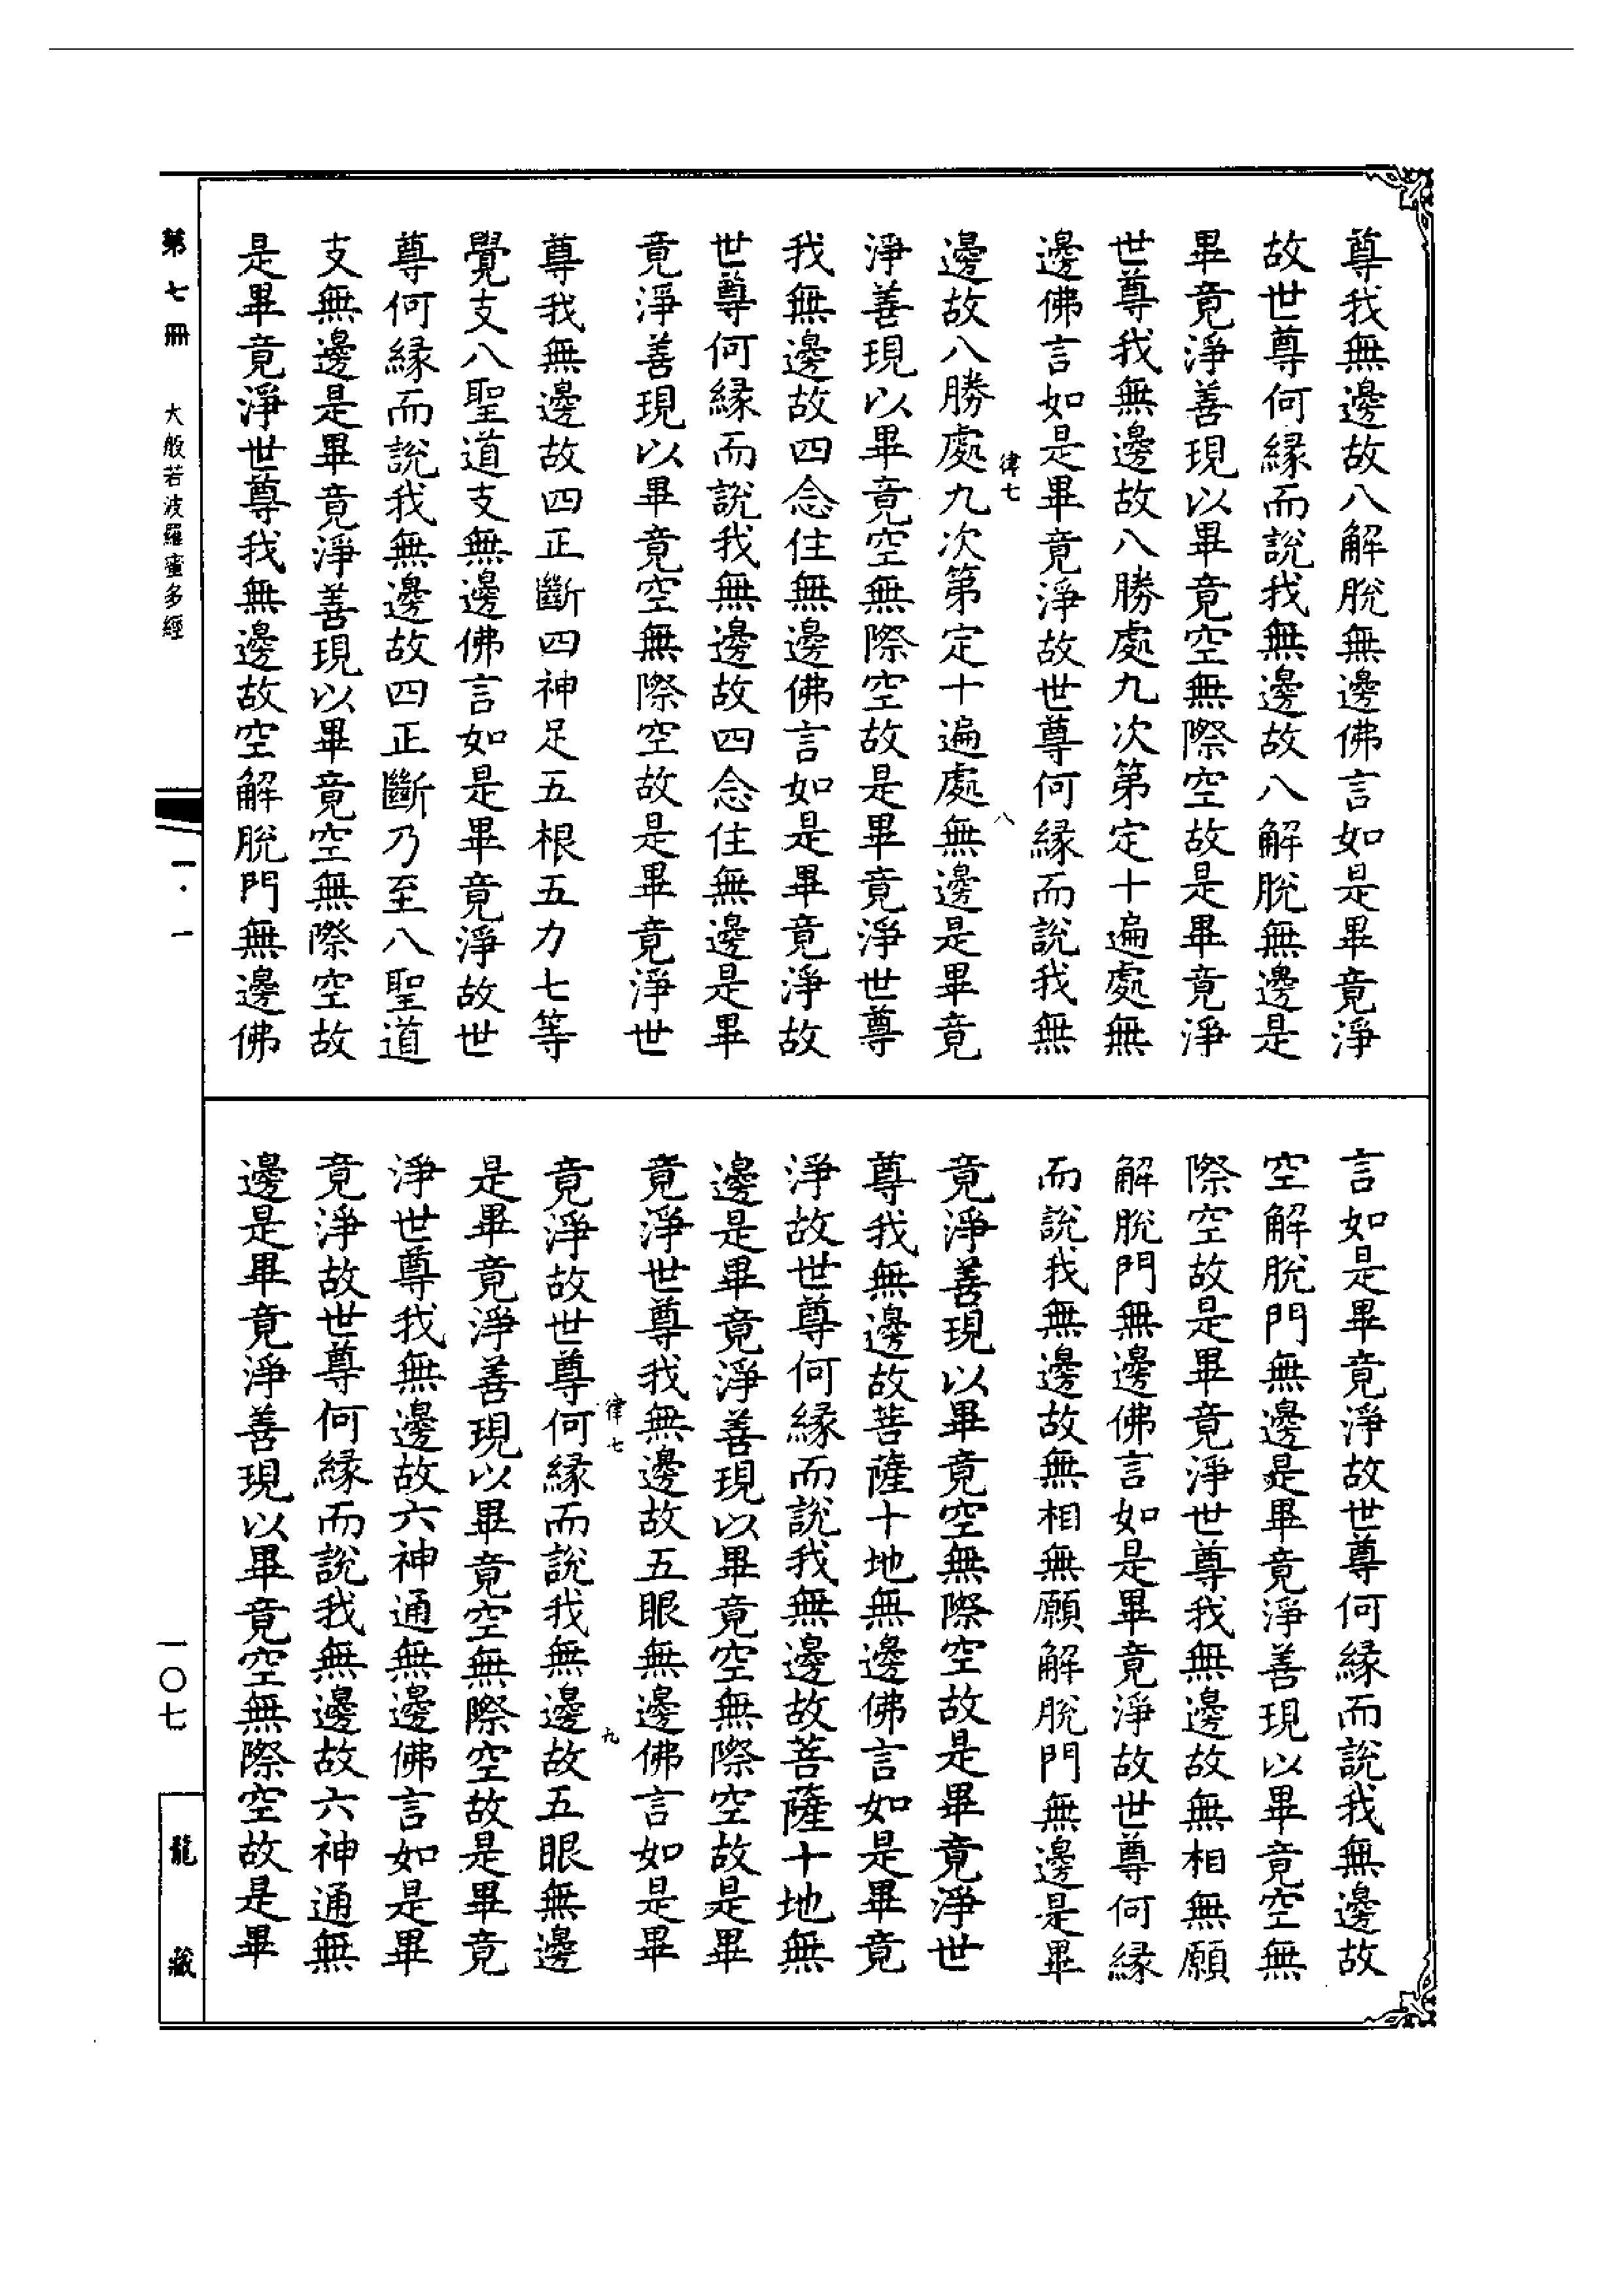 尊我無邊故八解脫無邊佛言如是畢竟淨
故世尊何緣而說我無邊故八解脫無邊是
畢竟淨善現以畢竟空無際空故是畢竟淨
世尊我無邊故八勝處九次第定十遍處無
邊佛言如是畢竟淨故世尊何緣而說我無
律七
八
邊故八勝處九次第定十遍處無邊是畢竟
淨善現以畢竟空無際空故是畢竟淨世尊
我無邊故四念住無邊佛言如是畢竟淨故
世尊何緣而說我無邊故四念住無邊是畢
竟淨善現以畢竟空無際空故是畢竟淨世
尊我無邊故四正斷四神足五根五力七等
覺支八聖道支無邊佛言如是畢竟淨故世
尊何緣而說我無邊故四正斷乃至八聖道
支無邊是畢竟淨善現以畢竟空無際空故
是畢竟淨世尊我無邊故空解脫門無邊佛
言如是畢竟淨故世尊何緣而說我無邊故
空解脫門無邊是畢竟淨善現以畢竟空無
際空故是畢竟淨世尊我無邊故無相無願
解脫門無邊佛言如是畢竟淨故世尊何緣
而說我無邊故無相無願解脫門無邊是畢
竟淨善現以畢竟空無際空故是畢竟淨世
尊我無邊故菩薩十地無邊佛言如是畢竟
淨故世尊何緣而說我無邊故菩薩十地無
邊是畢竟淨善現以畢竟空無際空故是畢
竟淨世尊我無邊故五眼無邊佛言如是畢
律七
九
竟淨故世尊何緣而說我無邊故五眼無邊
是畢竟淨善現以畢竟空無際空故是畢竟
淨世尊我無邊故六神通無邊佛言如是畢
竟淨故世尊何緣而說我無邊故六神通無
邊是畢竟淨善現以畢竟空無際空故是畢
第七冊 大般若波羅蜜多經 一·一 一〇七 龍藏